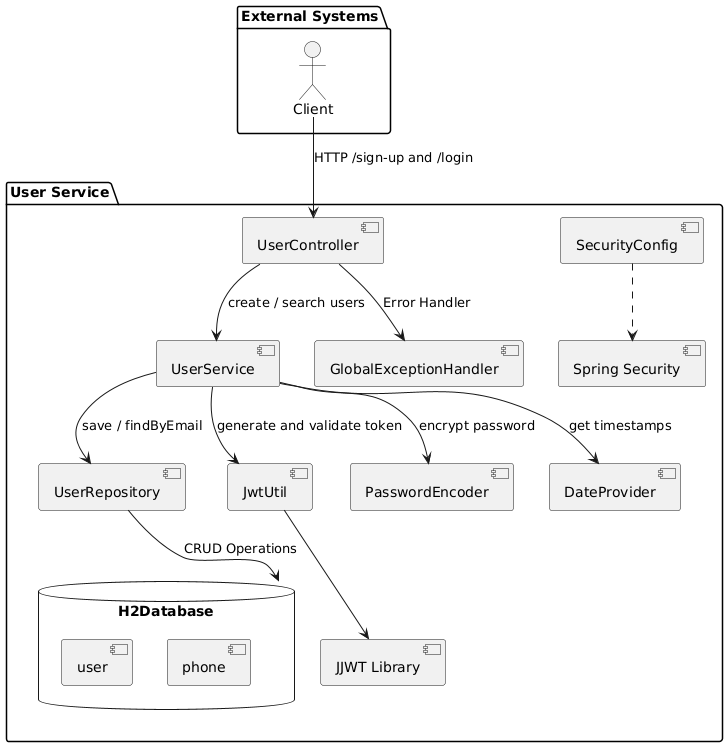 External Systems
Client
HTTP /sign-up and /login
User Service
UserController
SecurityConfig
create / search users
Error Handler
UserService
GlobalExceptionHandler
Spring Security
save / findByEmail
generate and validate token
encrypt password
get timestamps
UserRepository
JwtUtil
PasswordEncoder
DateProvider
CRUD Operations
H2Database
user
phone
JJWT Library